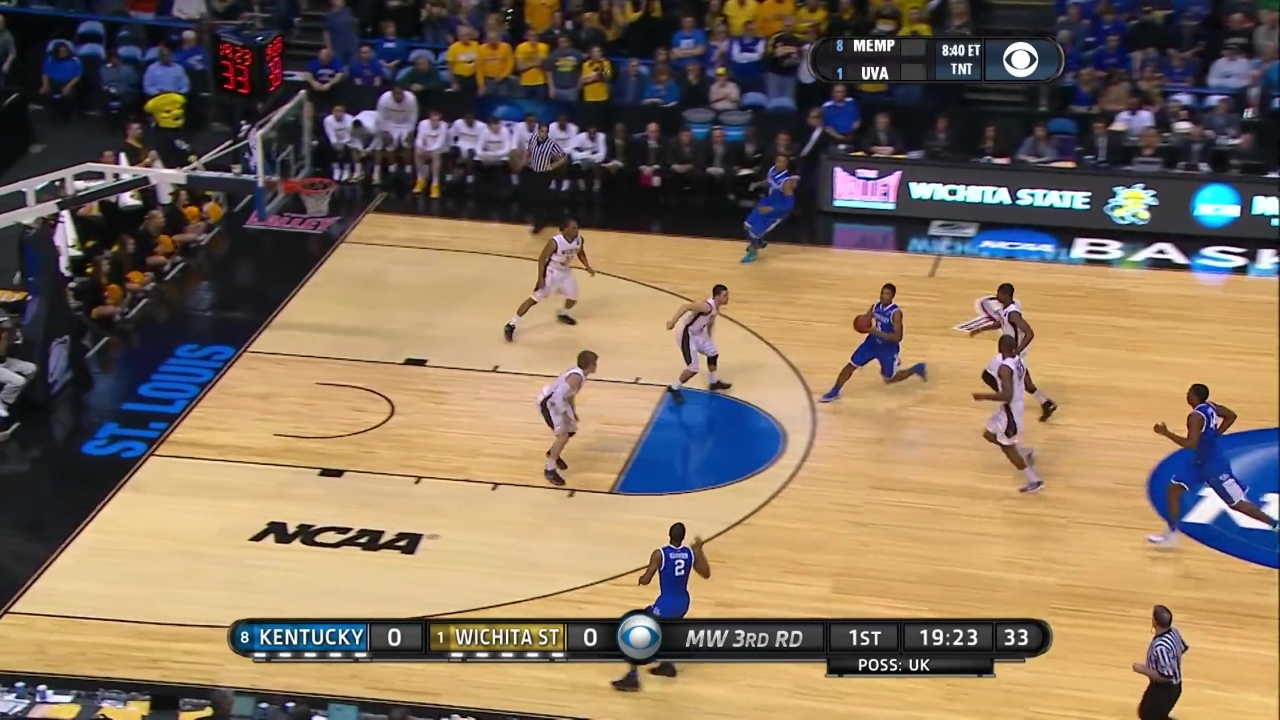 8 MEMP
8:40 ET
1 UVA
TNT
33
WICHITA STATE
NCAA
BASK
ST. LOUIS
NCAA
2
8 KENTUCKY 0 1 WICHITA ST 0 MW 3RD RD 1ST 19:23 33
POSS: UK